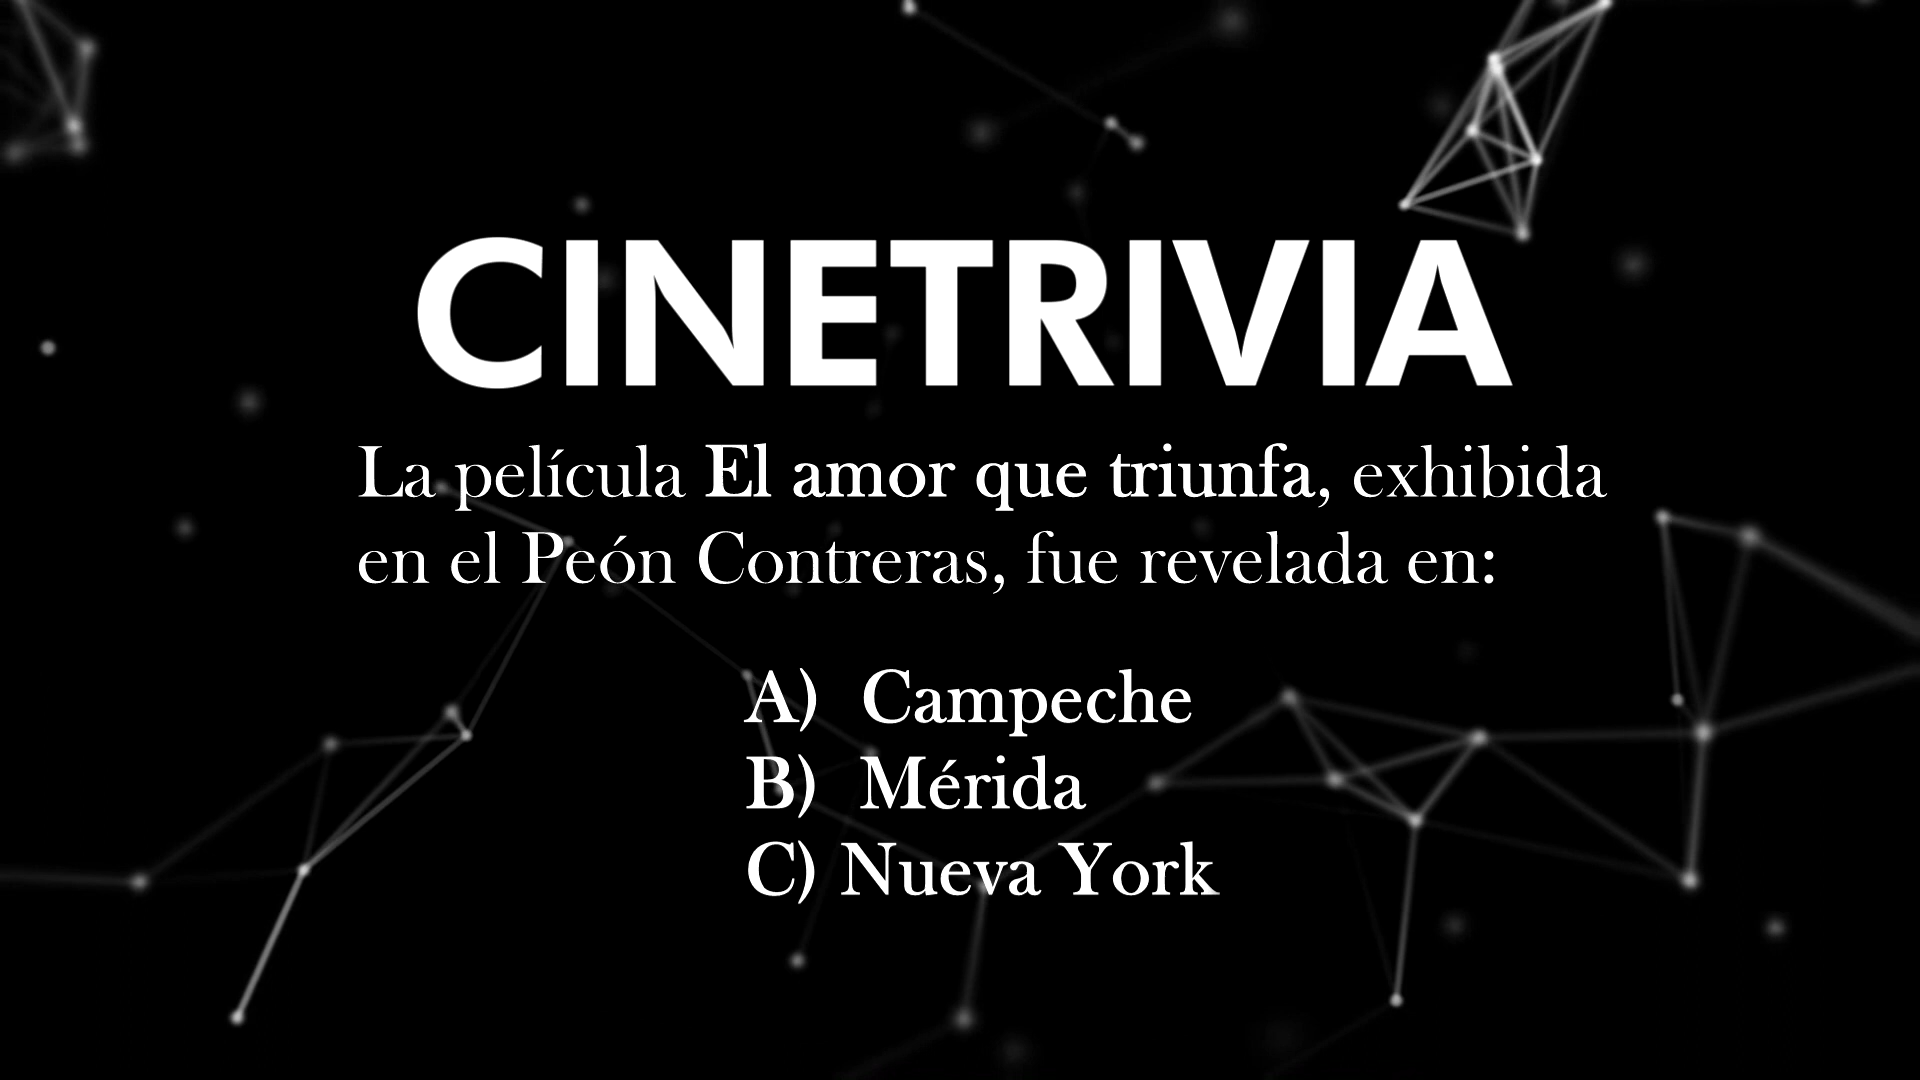 CINETRIVIA
La película El amor que triunfa, exhibida
en el Peón Contreras, fue revelada en:
A) Campeche
B) Mérida
C) Nueva York